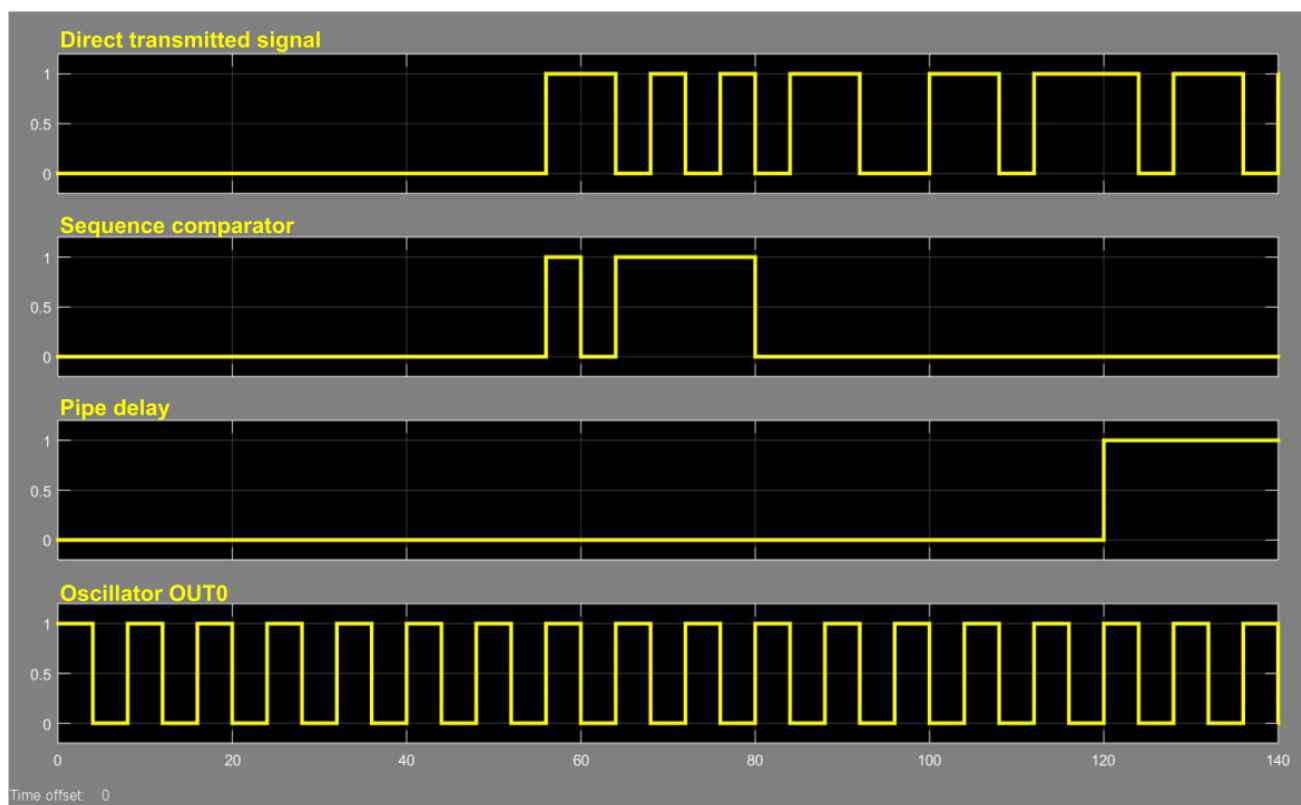 Direct transmitted signal
1
0.5
0
Sequence comparator
1
0.5
0
Pipe delay
1
0.5
0
Oscillator OUT0
1
0.5
0
0 20 40 60 80 100 120 140
Time offset: 0